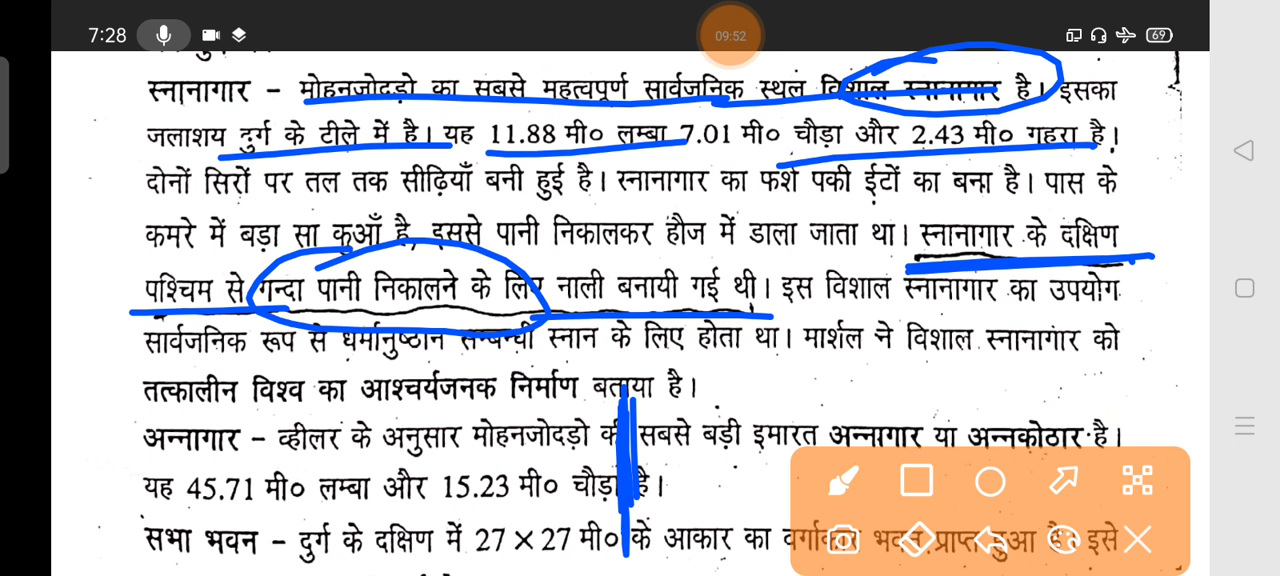 7:28
09:52
69
स्नानागार - मोहनजोदड़ो का सबसे महत्वपूर्ण सार्वजनिक स्थल विशाल स्नानागार है। इसका
जलाशय दुर्ग के टीले में है। यह 11.88 मी० लम्बा 7.01 मी० चौड़ा और 2.43 मी० गहरा है।
दोनों सिरों पर तल तक सीढ़ियाँ बनी हुई है। स्नानागार का फर्श पकी ईटों का बना है। पास के
कमरे में बड़ा सा कुआँ है, इससे पानी निकालकर हौज में डाला जाता था। स्नानागार के दक्षिण
पश्चिम से गन्दा पानी निकालने के लिए नाली बनायी गई थी। इस विशाल स्नानागार का उपयोग
सार्वजनिक रूप से धर्मानुष्ठान सम्बन्धी स्नान के लिए होता था। मार्शल ने विशाल स्नानागार को
तत्कालीन विश्व का आश्चर्यजनक निर्माण बताया है।
अन्नागार - व्हीलर के अनुसार मोहनजोदड़ो की सबसे बड़ी इमारत अन्नागार या अन्नकोठार है।
यह 45.71 मी० लम्बा और 15.23 मी० चौड़ा है।
सभा भवन - दुर्ग के दक्षिण में 27 × 27 मी० के आकार का वर्गाकार भवन प्राप्त हुआ है। इसे